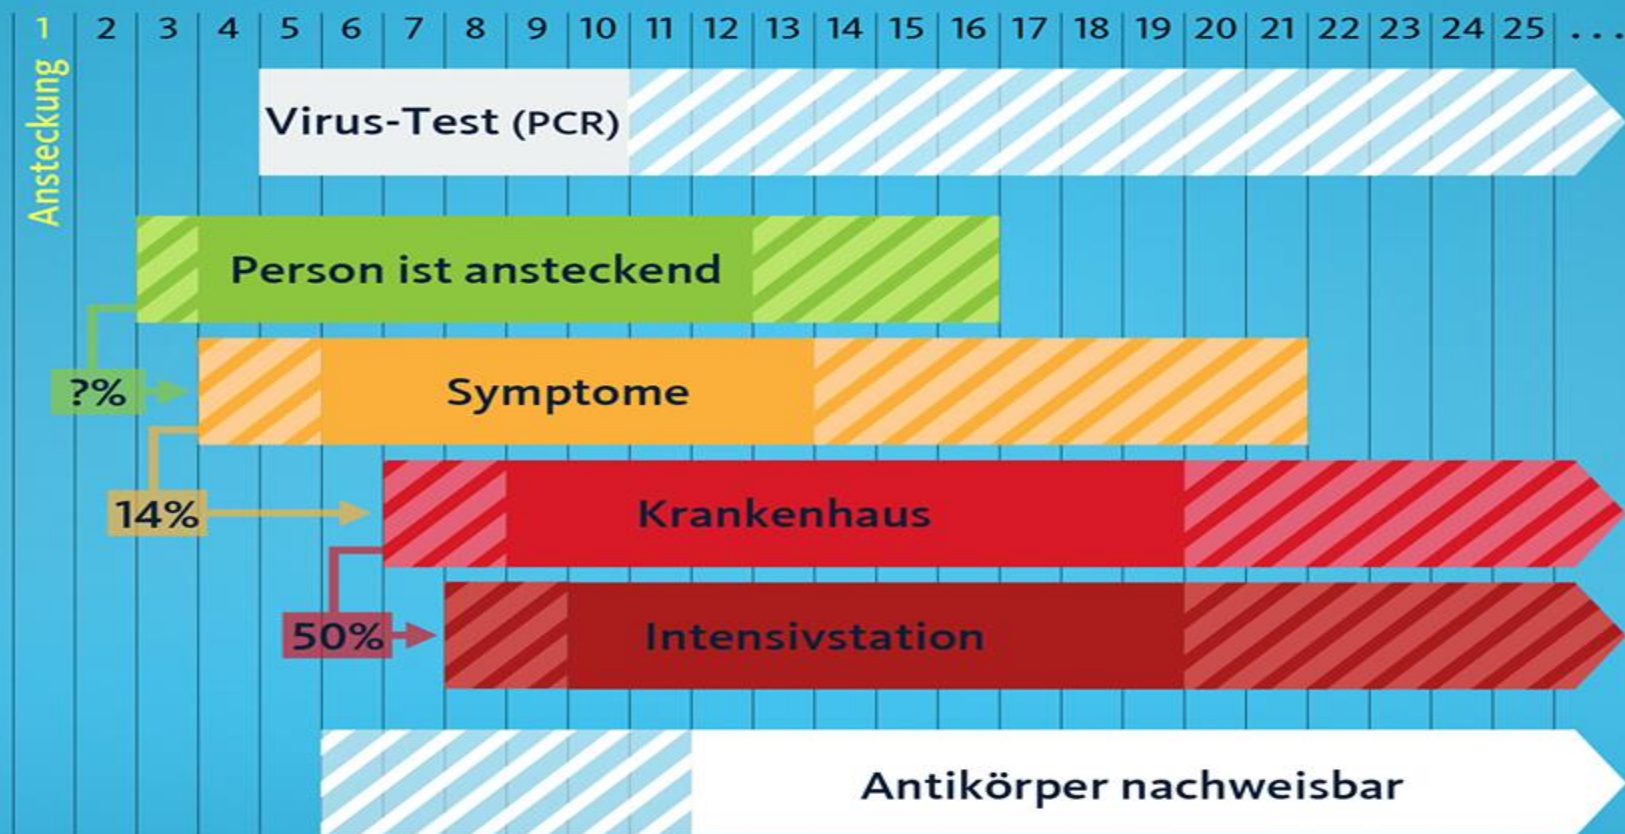 1 2 3 4 5 6 7 8 9 10 11 12 13 14 15 16 17 18 19 20 21 22 23 24 25 ...
Ansteckung
Virus-Test (PCR)
Person ist ansteckend
?%
Symptome
14%
Krankenhaus
50%
Intensivstation
Antikörper nachweisbar